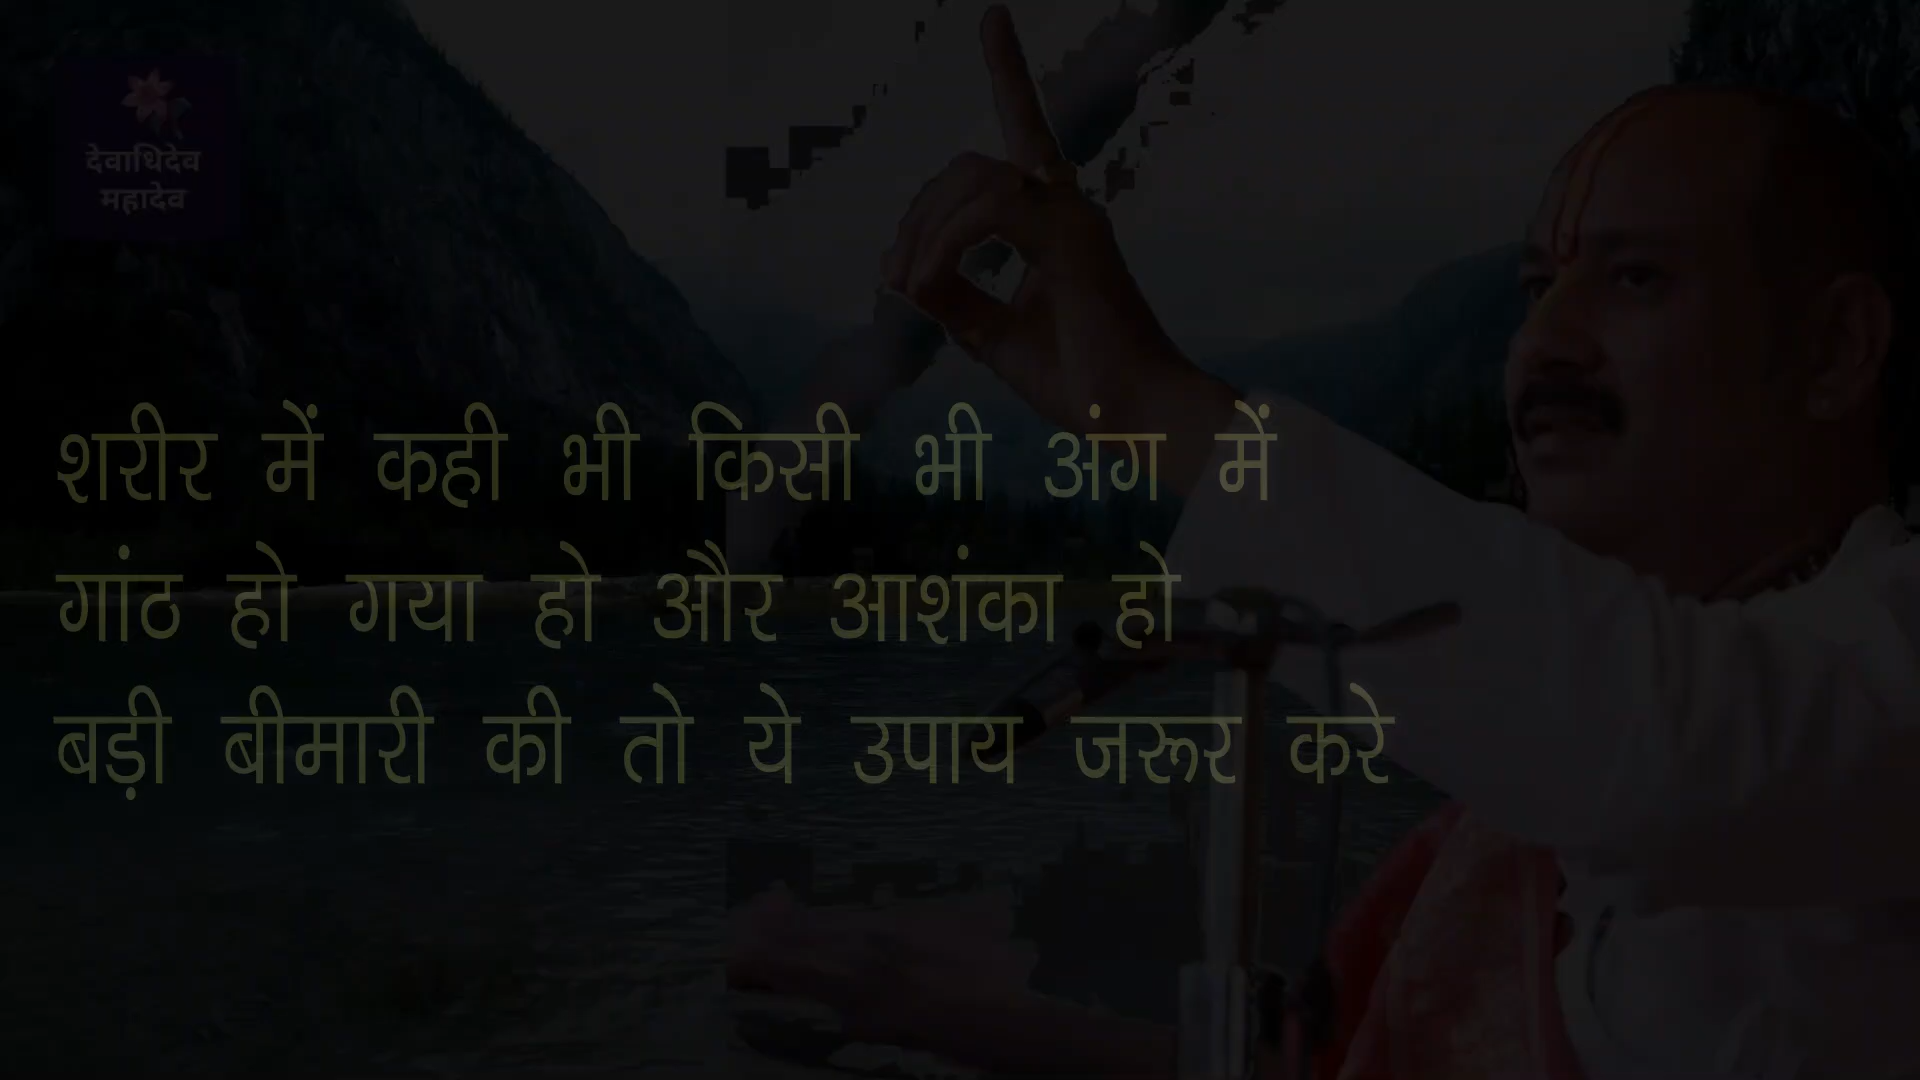 देवाधिदेव
महादेव
शरीर में कही भी किसी भी अंग में
गांठ हो गया हो और आशंका हो
बड़ी बीमारी की तो ये उपाय जरूर करे